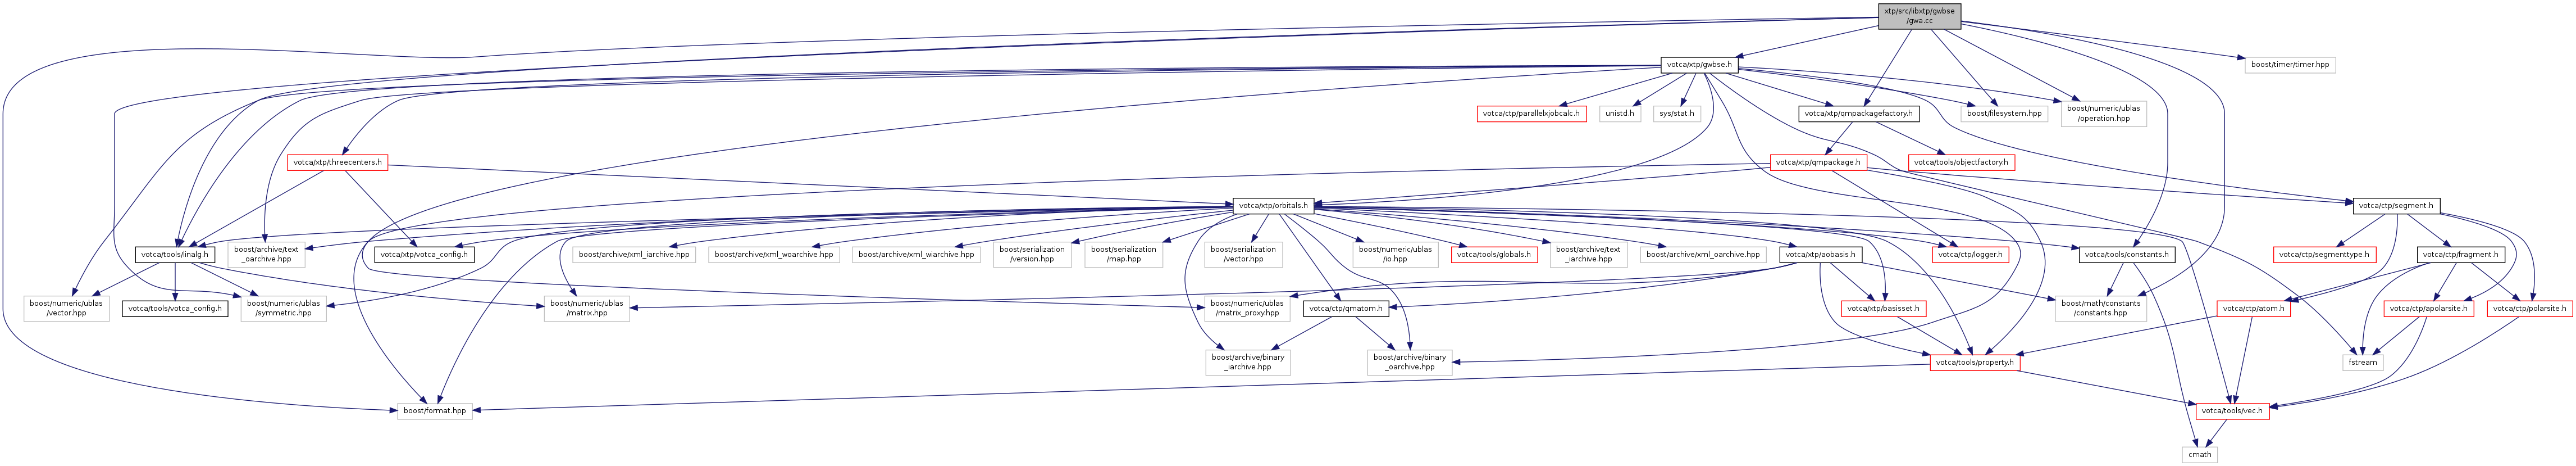 xtp/src/libxtp/gwbse
/gwa.cc
votca/xtp/gwbse.h
boost/timer/timer.hpp
votca/ctp/parallelxjobcalc.h
unistd.h
sys/stat.h
votca/xtp/qmpackagefactory.h
boost/filesystem.hpp
boost/numeric/ublas
/operation.hpp
votca/xtp/threecenters.h
votca/xtp/qmpackage.h
votca/tools/objectfactory.h
votca/xtp/orbitals.h
votca/ctp/segment.h
votca/tools/linalg.h
boost/archive/text
_oarchive.hpp
votca/xtp/votca_config.h
boost/archive/xml_iarchive.hpp
boost/archive/xml_woarchive.hpp
boost/archive/xml_wiarchive.hpp
boost/serialization
/version.hpp
boost/serialization
/map.hpp
boost/serialization
/vector.hpp
boost/numeric/ublas
/io.hpp
votca/tools/globals.h
boost/archive/text
_iarchive.hpp
boost/archive/xml_oarchive.hpp
votca/xtp/aobasis.h
votca/ctp/logger.h
votca/tools/constants.h
votca/ctp/segmenttype.h
votca/ctp/fragment.h
boost/numeric/ublas
/vector.hpp
votca/tools/votca_config.h
boost/numeric/ublas
/symmetric.hpp
boost/numeric/ublas
/matrix.hpp
boost/numeric/ublas
/matrix_proxy.hpp
votca/ctp/qmatom.h
votca/xtp/basisset.h
boost/math/constants
/constants.hpp
votca/ctp/atom.h
votca/ctp/apolarsite.h
votca/ctp/polarsite.h
boost/archive/binary
_iarchive.hpp
boost/archive/binary
_oarchive.hpp
votca/tools/property.h
fstream
boost/format.hpp
votca/tools/vec.h
cmath